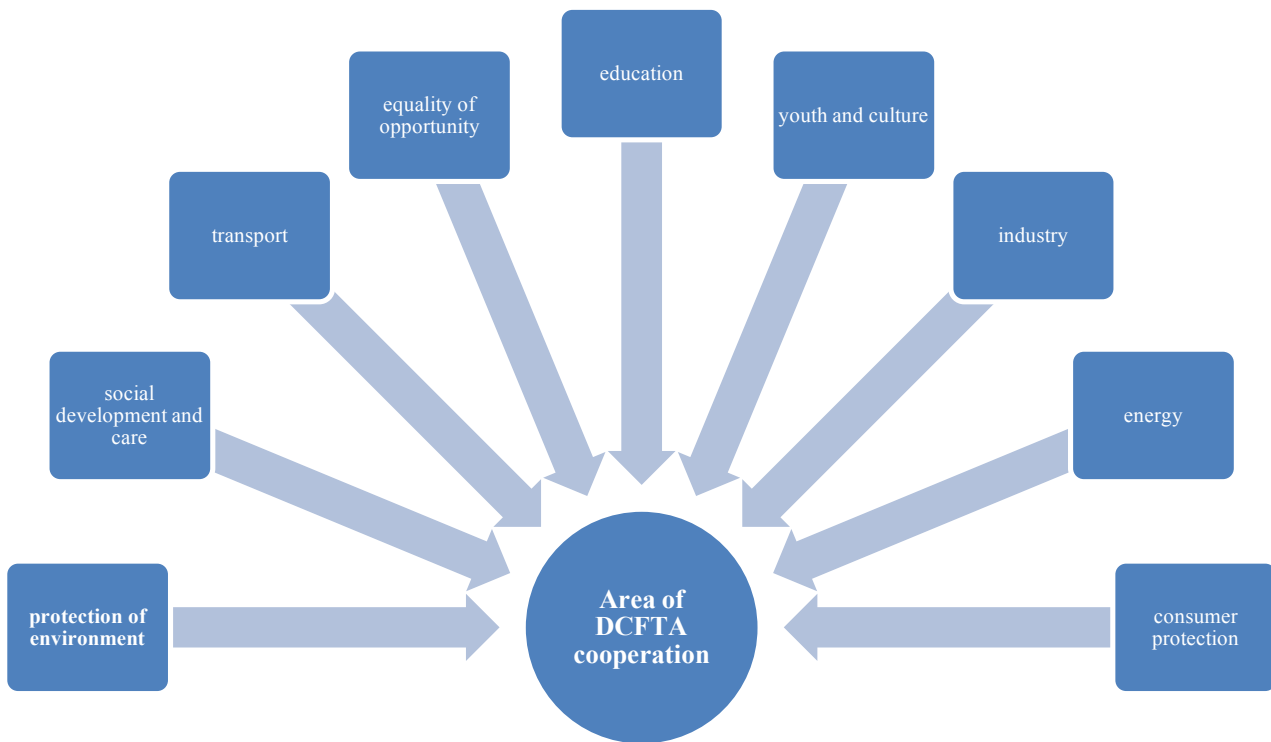 education
equality of
opportunity
youth and culture
transport
industry
social
development and
care
energy
protection of
environment
Area of
DCFTA
cooperation
consumer
protection